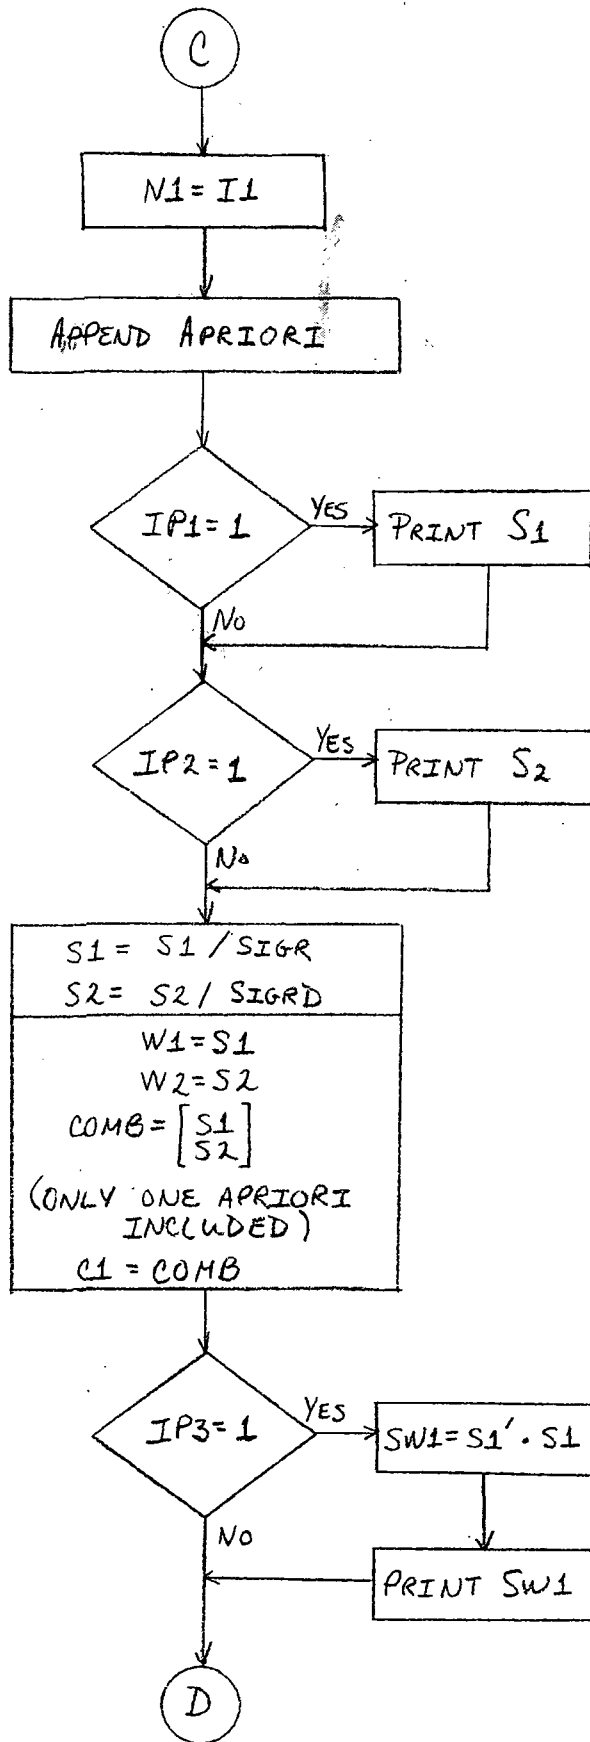 C
N1 = I1
APPEND APRIORI
IP1 = 1
YES
PRINT S1
NO
IP2 = 1
YES
PRINT S2
NO
S1 = S1 / SIGR
S2 = S2 / SIGRD
W1 = S1
W2 = S2
COMB = [S1
S2]
(ONLY ONE APRIORI
INCLUDED)
C1 = COMB
IP3 = 1
YES
SW1 = S1' · S1
NO
PRINT SW1
D